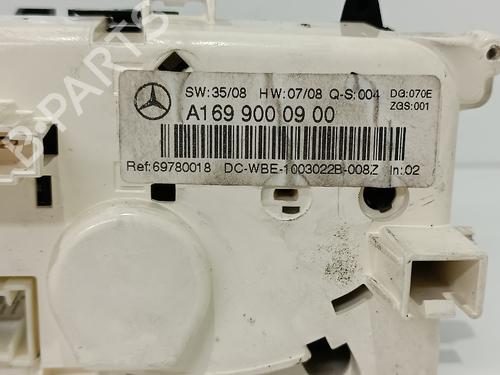 B-PARTS
SW:35/08 HW:07/08 Q-S:004 DG:070E
ZGS:001
A169 900 09 00
Ref:69780018 DC-WBE-1003022B-008Z In:02